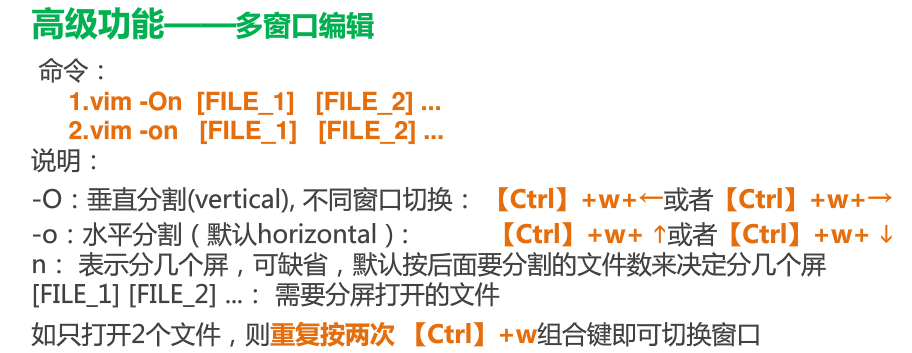 高级功能——多窗口编辑
命令：
1.vim -On [FILE_1] [FILE_2] ...
2.vim -on [FILE_1] [FILE_2] ...
说明：
-O：垂直分割(vertical), 不同窗口切换：【Ctrl】+w+←或者【Ctrl】+w+→
-o：水平分割（默认horizontal）：【Ctrl】+w+ ↑或者【Ctrl】+w+ ↓
n： 表示分几个屏，可缺省，默认按后面要分割的文件数来决定分几个屏
[FILE_1] [FILE_2] ...： 需要分屏打开的文件
如只打开2个文件，则重复按两次 【Ctrl】+w组合键即可切换窗口